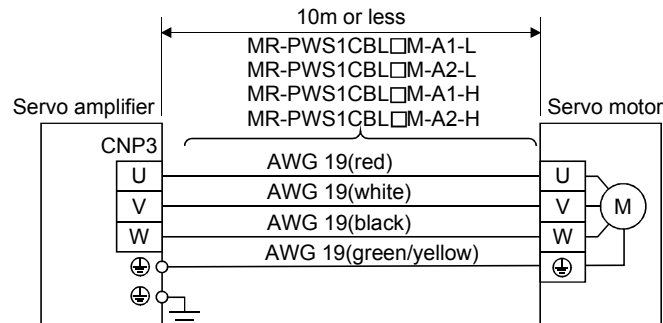 10m or less
MR-PWS1CBL□M-A1-L
MR-PWS1CBL□M-A2-L
MR-PWS1CBL□M-A1-H
MR-PWS1CBL□M-A2-H
Servo amplifier
Servo motor
CNP3
U
AWG 19(red)
U
V
AWG 19(white)
V
M
W
AWG 19(black)
W
AWG 19(green/yellow)